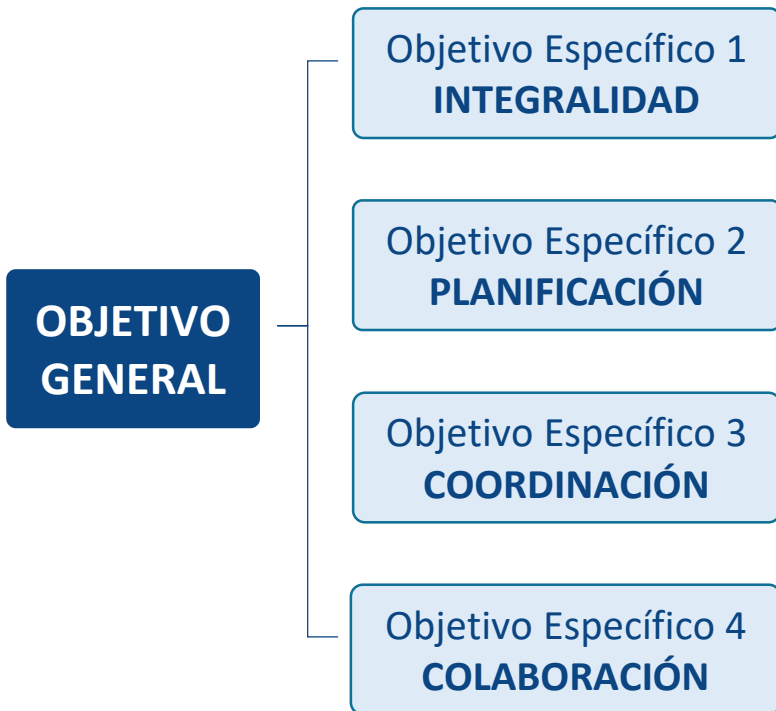 Objetivo Específico 1
INTEGRALIDAD
Objetivo Específico 2
PLANIFICACIÓN
OBJETIVO
GENERAL
Objetivo Específico 3
COORDINACIÓN
Objetivo Específico 4
COLABORACIÓN